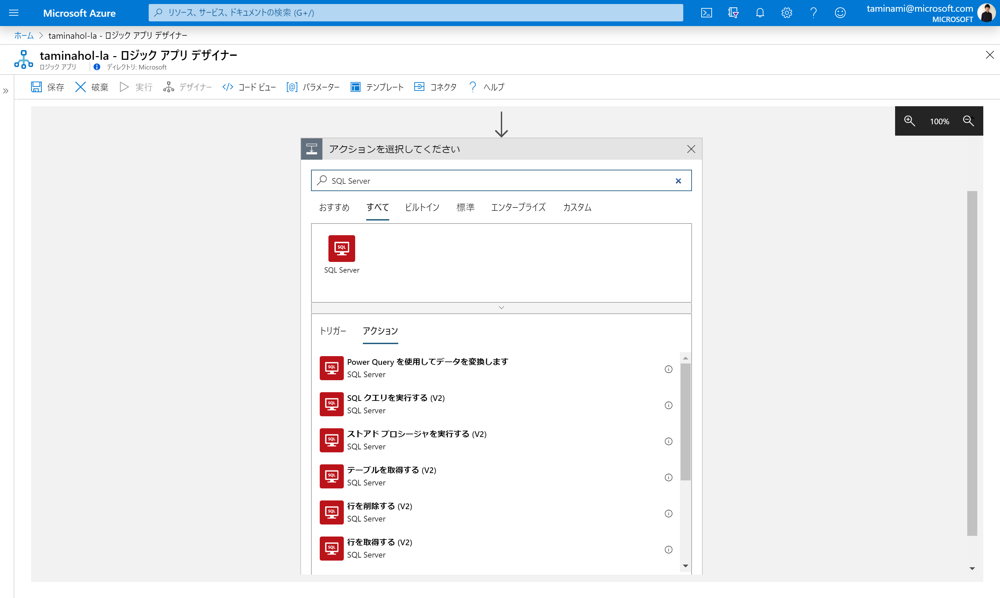 Microsoft Azure
リソース、サービス、ドキュメントの検索 (G+/)
taminami@microsoft.com
MICROSOFT
ホーム > taminahol-la - ロジック アプリ デザイナー
taminahol-la - ロジック アプリ デザイナー
ロジック アプリ
ディレクトリ: Microsoft
保存 破棄 実行 デザイナー コード ビュー パラメーター テンプレート コネクタ ヘルプ
100%
アクションを選択してください
SQL Server
おすすめ すべて ビルトイン 標準 エンタープライズ カスタム
SQL
SQL Server
トリガー アクション
SQL
Power Query を使用してデータを変換します
SQL Server
SQL
SQL クエリを実行する (V2)
SQL Server
SQL
ストアド プロシージャを実行する (V2)
SQL Server
SQL
テーブルを取得する (V2)
SQL Server
SQL
行を削除する (V2)
SQL Server
SQL
行を取得する (V2)
SQL Server